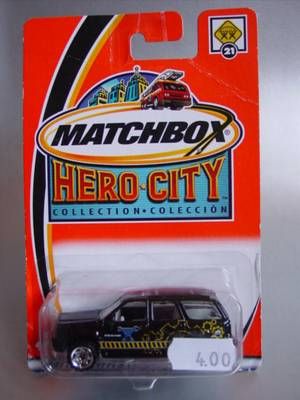 21
MATCHBOX
HERO-CITY
COLLECTION • COLECCIÓN
4.00